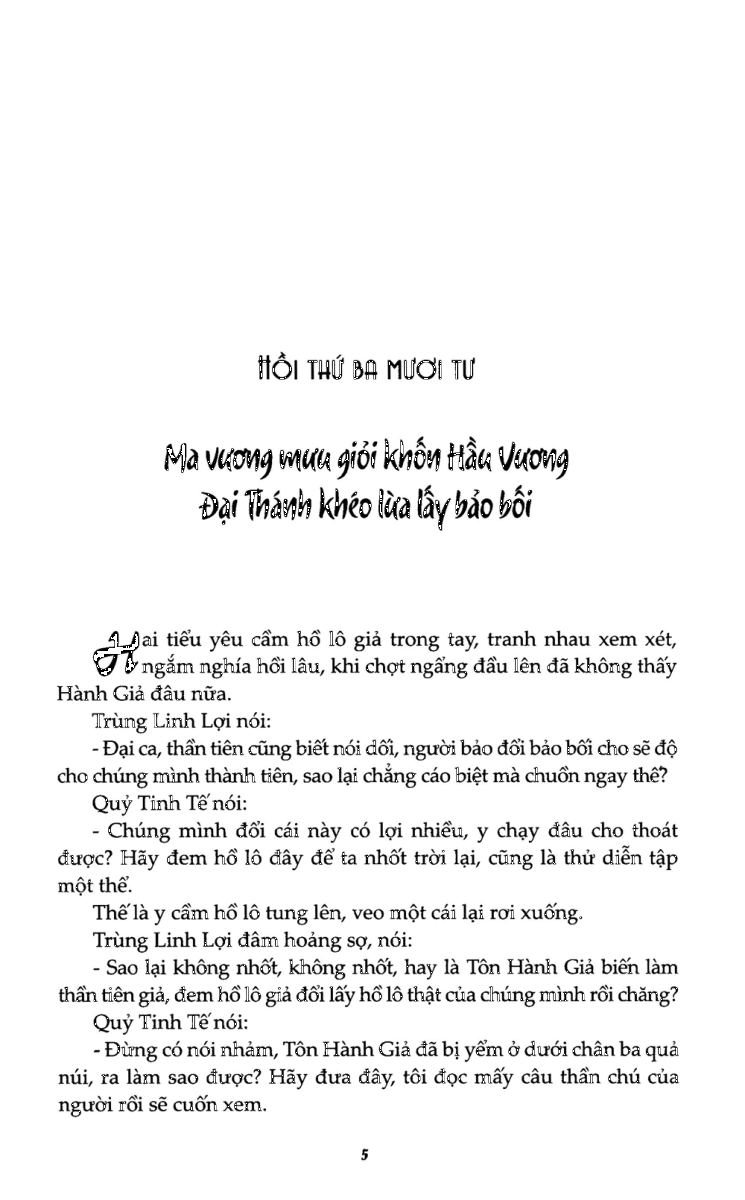 HỒI THỨ BA MƯƠI TƯ
Ma vương mưu giỏi khốn Hầu Vương
Đại Thánh khéo lừa lấy bảo bối
Hai tiểu yêu cầm hồ lô giả trong tay, tranh nhau xem xét,
ngắm nghía hồi lâu, khi chợt ngẩng đầu lên đã không thấy
Hành Giả đâu nữa.
Trùng Linh Lợi nói:
- Đại ca, thần tiên cũng biết nói dối, người bảo đổi bảo bối cho sẽ độ
cho chúng mình thành tiên, sao lại chẳng cáo biệt mà chuồn ngay thế?
Quỷ Tinh Tế nói:
- Chúng mình đổi cái này có lợi nhiều, y chạy đâu cho thoát
được? Hãy đem hồ lô đây để ta nhốt trời lại, cũng là thử diễn tập
một thể.
Thế là y cầm hồ lô tung lên, veo một cái lại rơi xuống.
Trùng Linh Lợi đâm hoảng sợ, nói:
- Sao lại không nhốt, không nhốt, hay là Tôn Hành Giả biến làm
thần tiên giả, đem hồ lô giả đổi lấy hồ lô thật của chúng mình rồi chăng?
Quỷ Tinh Tế nói:
- Đừng có nói nhảm, Tôn Hành Giả đã bị yểm ở dưới chân ba quả
núi, ra làm sao được? Hãy đưa đây, tôi đọc mấy câu thần chú của
người rồi sẽ cuốn xem.
5